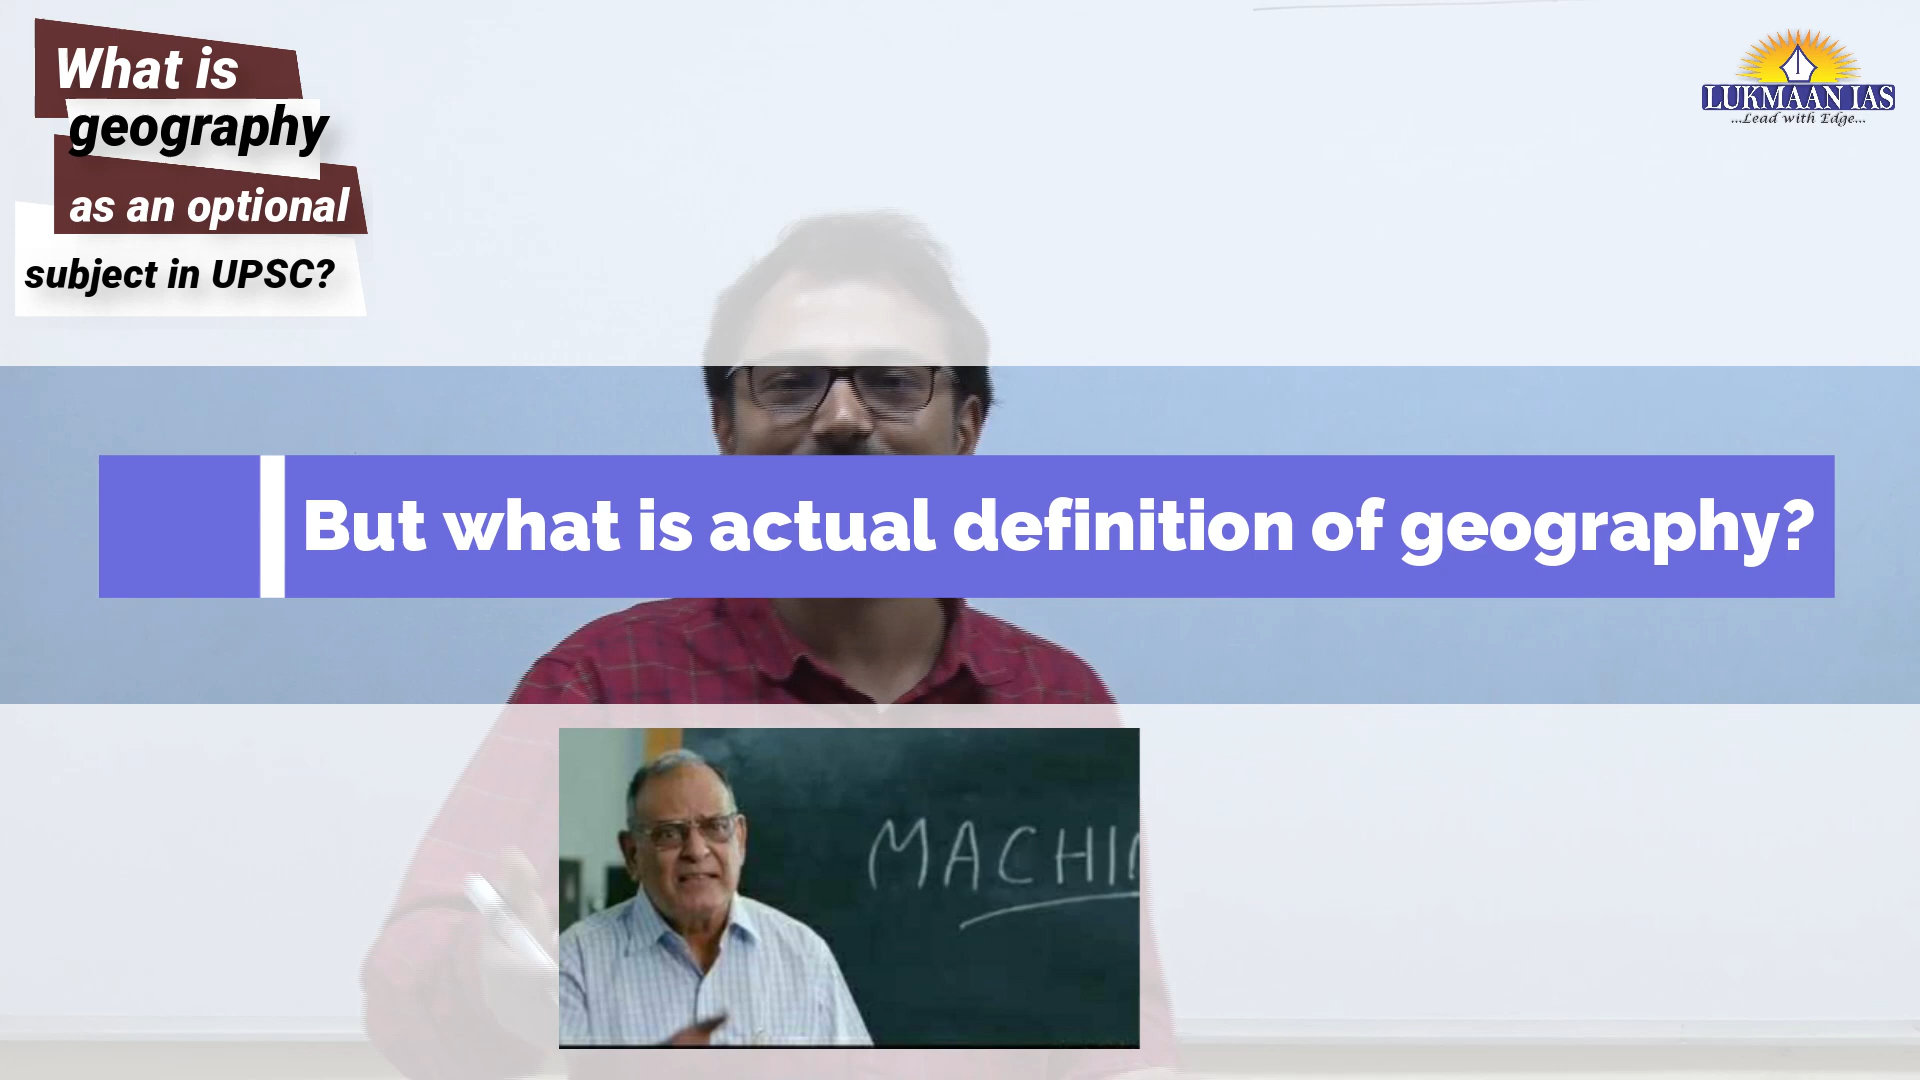 What is
geography
as an optional
subject in UPSC?
LUKMAAN IAS
...Lead with Edge...
But what is actual definition of geography?
MACHI